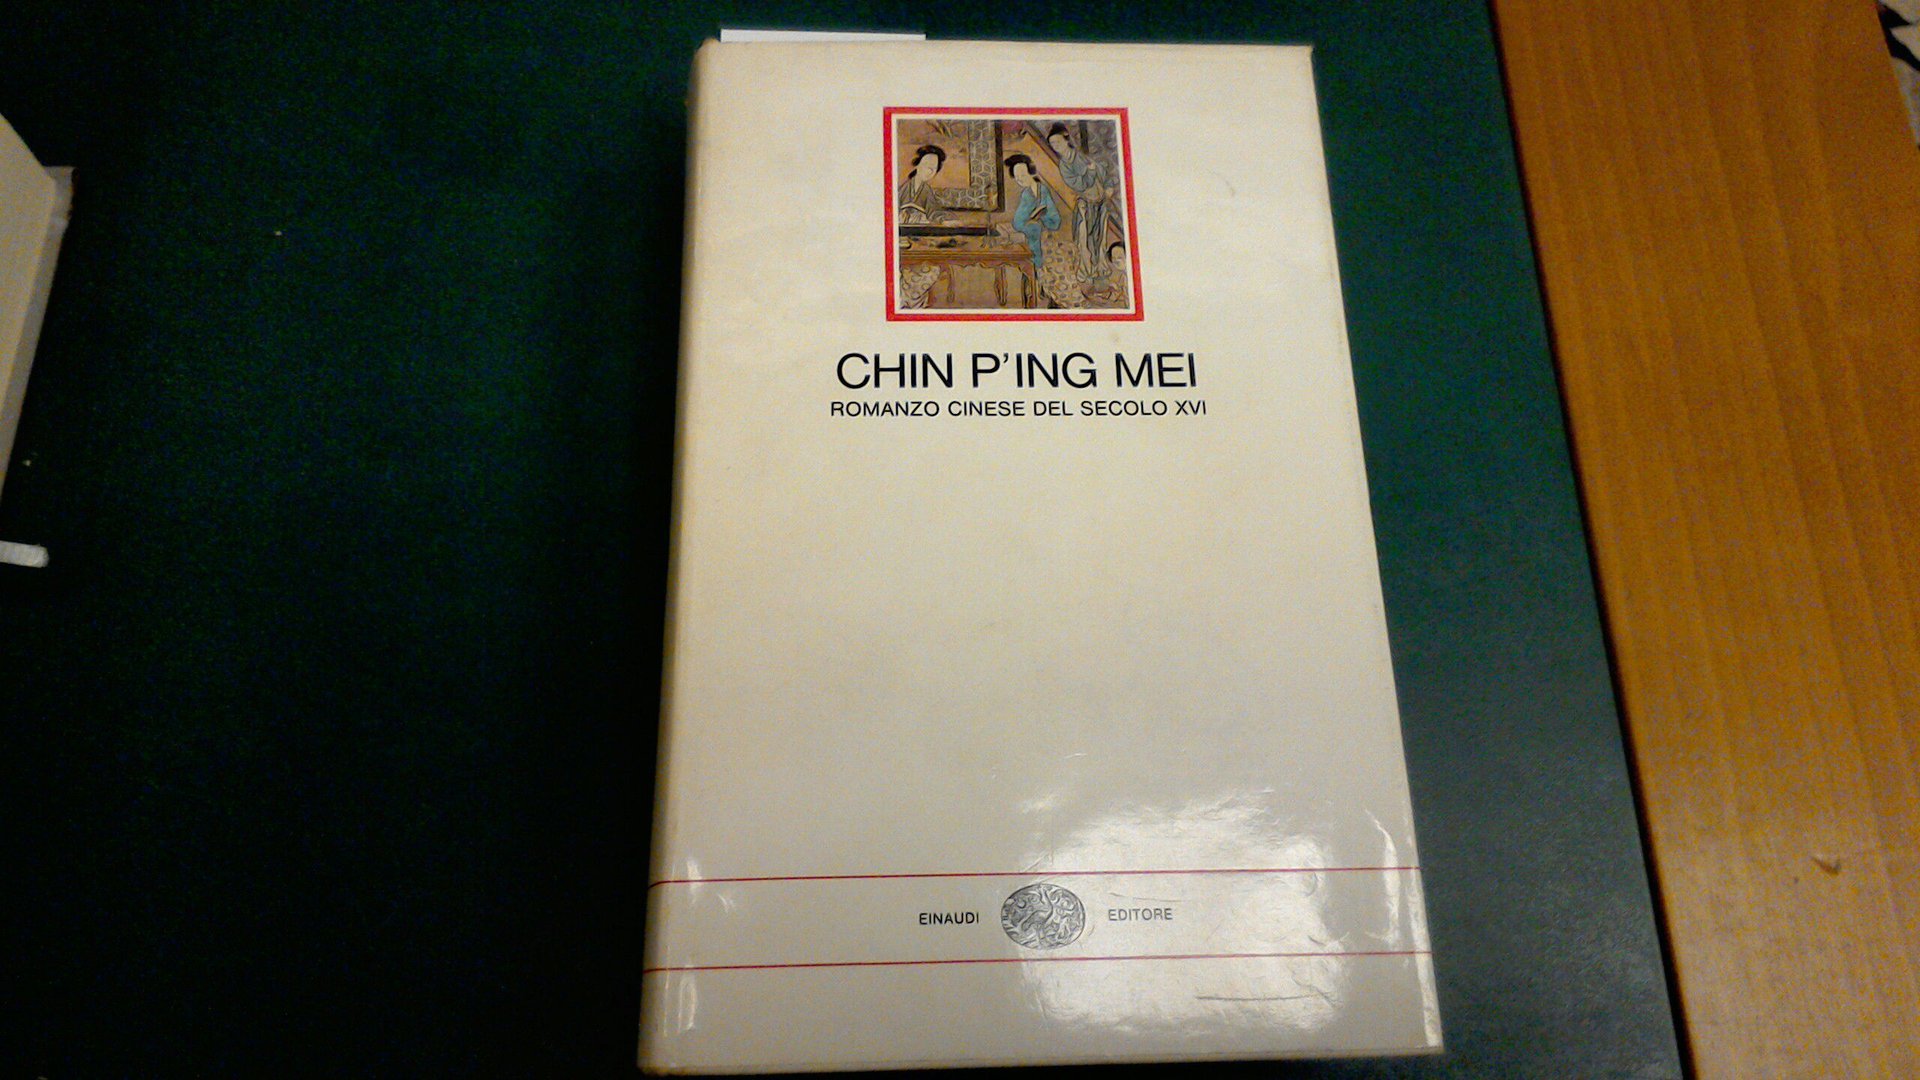 CHIN P'ING MEI
ROMANZO CINESE DEL SECOLO XVI
EINAUDI EDITORE